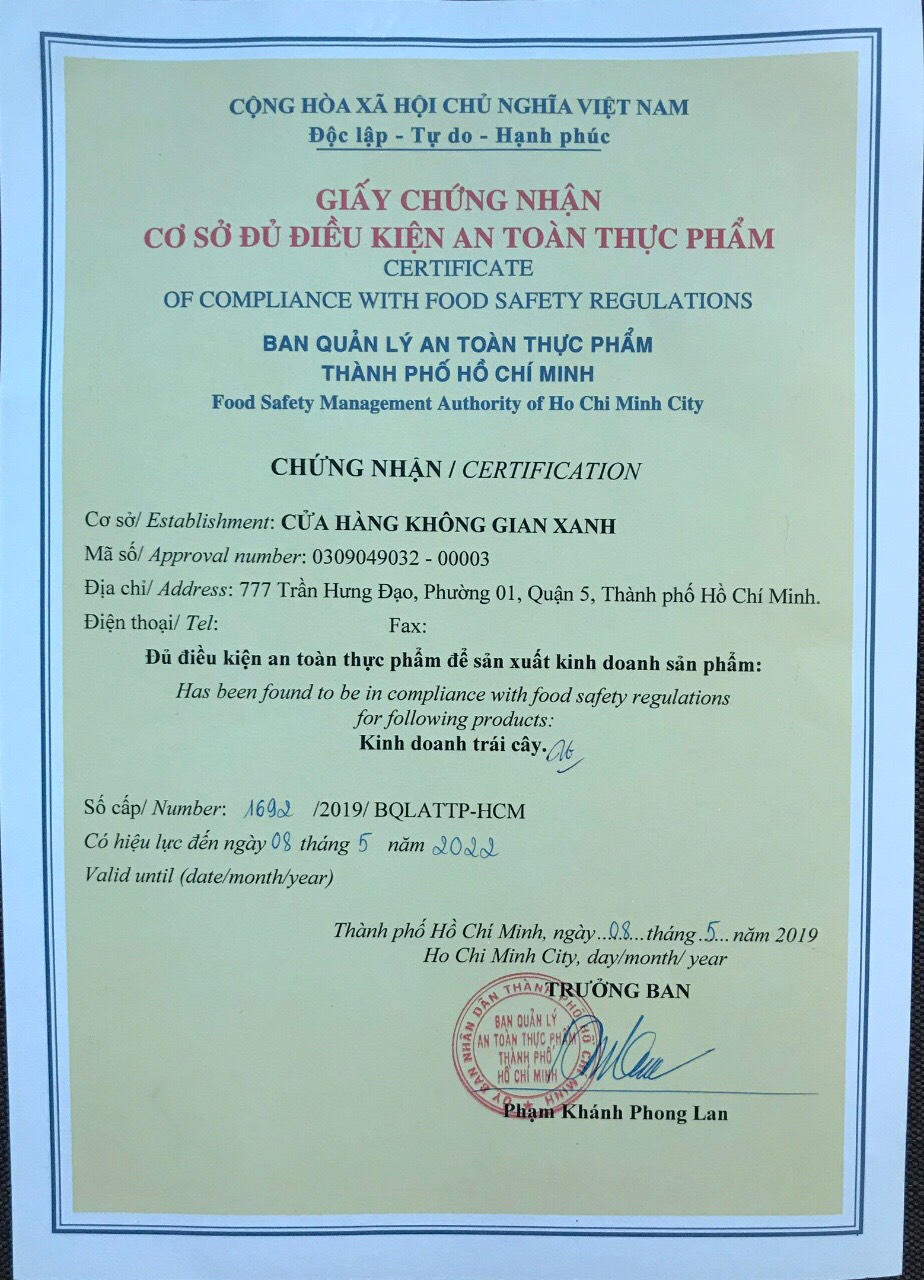 CỘNG HÒA XÃ HỘI CHỦ NGHĨA VIỆT NAM
Độc lập - Tự do - Hạnh phúc
GIẤY CHỨNG NHẬN
CƠ SỞ ĐỦ ĐIỀU KIỆN AN TOÀN THỰC PHẨM
CERTIFICATE
OF COMPLIANCE WITH FOOD SAFETY REGULATIONS
BAN QUẢN LÝ AN TOÀN THỰC PHẨM
THÀNH PHỐ HỒ CHÍ MINH
Food Safety Management Authority of Ho Chi Minh City
CHỨNG NHẬN / CERTIFICATION
Cơ sở/ Establishment: CỬA HÀNG KHÔNG GIAN XANH
Mã số/ Approval number: 0309049032 - 00003
Địa chỉ/ Address: 777 Trần Hưng Đạo, Phường 01, Quận 5, Thành phố Hồ Chí Minh.
Điện thoại/ Tel: Fax:
Đủ điều kiện an toàn thực phẩm để sản xuất kinh doanh sản phẩm:
Has been found to be in compliance with food safety regulations
for following products:
Kinh doanh trái cây.
Số cấp/ Number: 1692 /2019/ BQLATTP-HCM
Có hiệu lực đến ngày 08 tháng 5 năm 2022
Valid until (date/month/year)
Thành phố Hồ Chí Minh, ngày...08...tháng..5... năm 2019
Ho Chi Minh City, day/month/ year
TRƯỞNG BAN
ỦY BAN NHÂN DÂN THÀNH PHỐ HỒ CHÍ MINH
BAN QUẢN LÝ
AN TOÀN THỰC PHẨM
THÀNH PHỐ
HỒ CHÍ MINH
Phạm Khánh Phong Lan